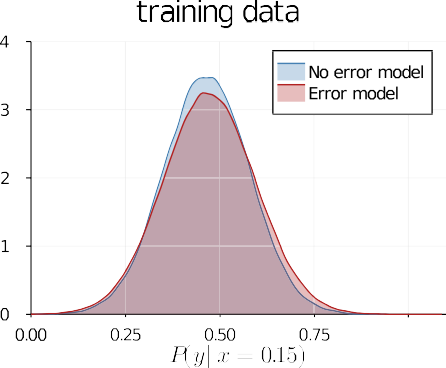 training data
4
3
2
1
0
No error model
Error model
0.00 0.25 0.50 0.75
P(y| x = 0.15)